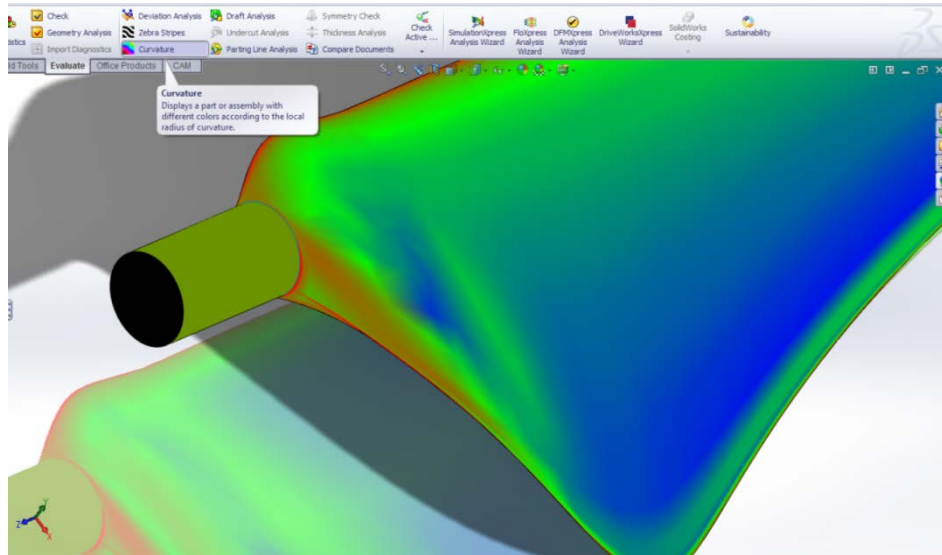 Check
Deviation Analysis
Draft Analysis
Symmetry Check
Geometry Analysis
Zebra Stripes
Undercut Analysis
Thickness Analysis
Import Diagnostics
Curvature
Parting Line Analysis
Compare Documents
Check
Active ...
SimulationXpress
Analysis Wizard
FloXpress
Analysis
Wizard
DFMXpress
Analysis
Wizard
DriveWorksXpress
Wizard
SolidWorks
Costing
Sustainability
Evaluate
Office Products
CAM
Curvature
Displays a part or assembly with
different colors according to the local
radius of curvature.
Y
Z
X